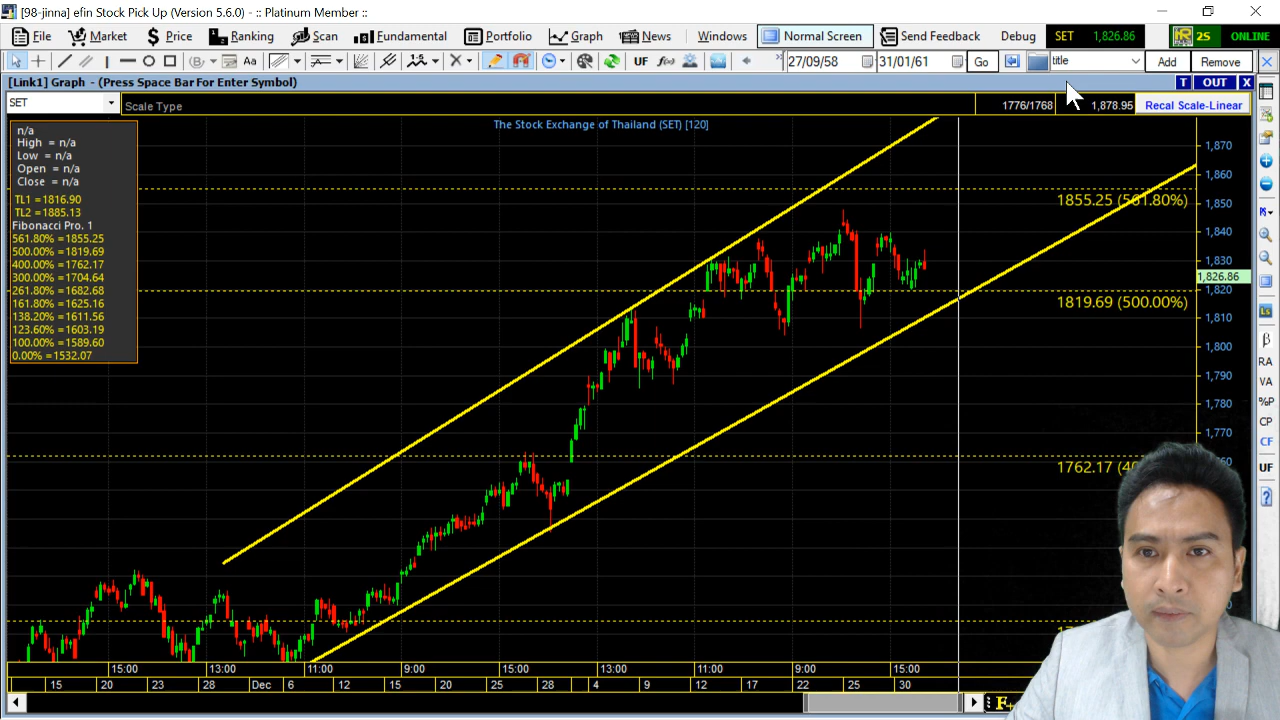 [98-jinna] efin Stock Pick Up (Version 5.6.0) - :: Platinum Member ::
File Market Price Ranking Scan Fundamental Portfolio Graph News Windows Normal Screen Send Feedback Debug SET 1,826.86 HR 2S ONLINE
Aa UF f(x) 27/09/58 31/01/61 Go title Add Remove
[Link1] Graph - (Press Space Bar For Enter Symbol) T OUT X
SET Scale Type 1776/1768 1,878.95 Recal Scale-Linear
The Stock Exchange of Thailand (SET) [120]
n/a
High = n/a
Low = n/a
Open = n/a
Close = n/a
TL1 =1816.90
TL2 =1885.13
Fibonacci Pro. 1
561.80% =1855.25
500.00% =1819.69
400.00% =1762.17
300.00% =1704.64
261.80% =1682.68
161.80% =1625.16
138.20% =1611.56
123.60% =1603.19
100.00% =1589.60
0.00% =1532.07
1,870
1,860
1,850
1855.25 (561.80%)
1,840
1,830
1,826.86
1,820
1819.69 (500.00%)
1,810
1,800
1,790
1,780
1,770
1762.17 (40
Ls
β
RA
VA
%P
CP
CF
UF
15:00 13:00 11:00 9:00 15:00 13:00 11:00 9:00 15:00
15 20 23 28 Dec 6 12 15 20 25 28 4 9 12 17 22 25 30
F+